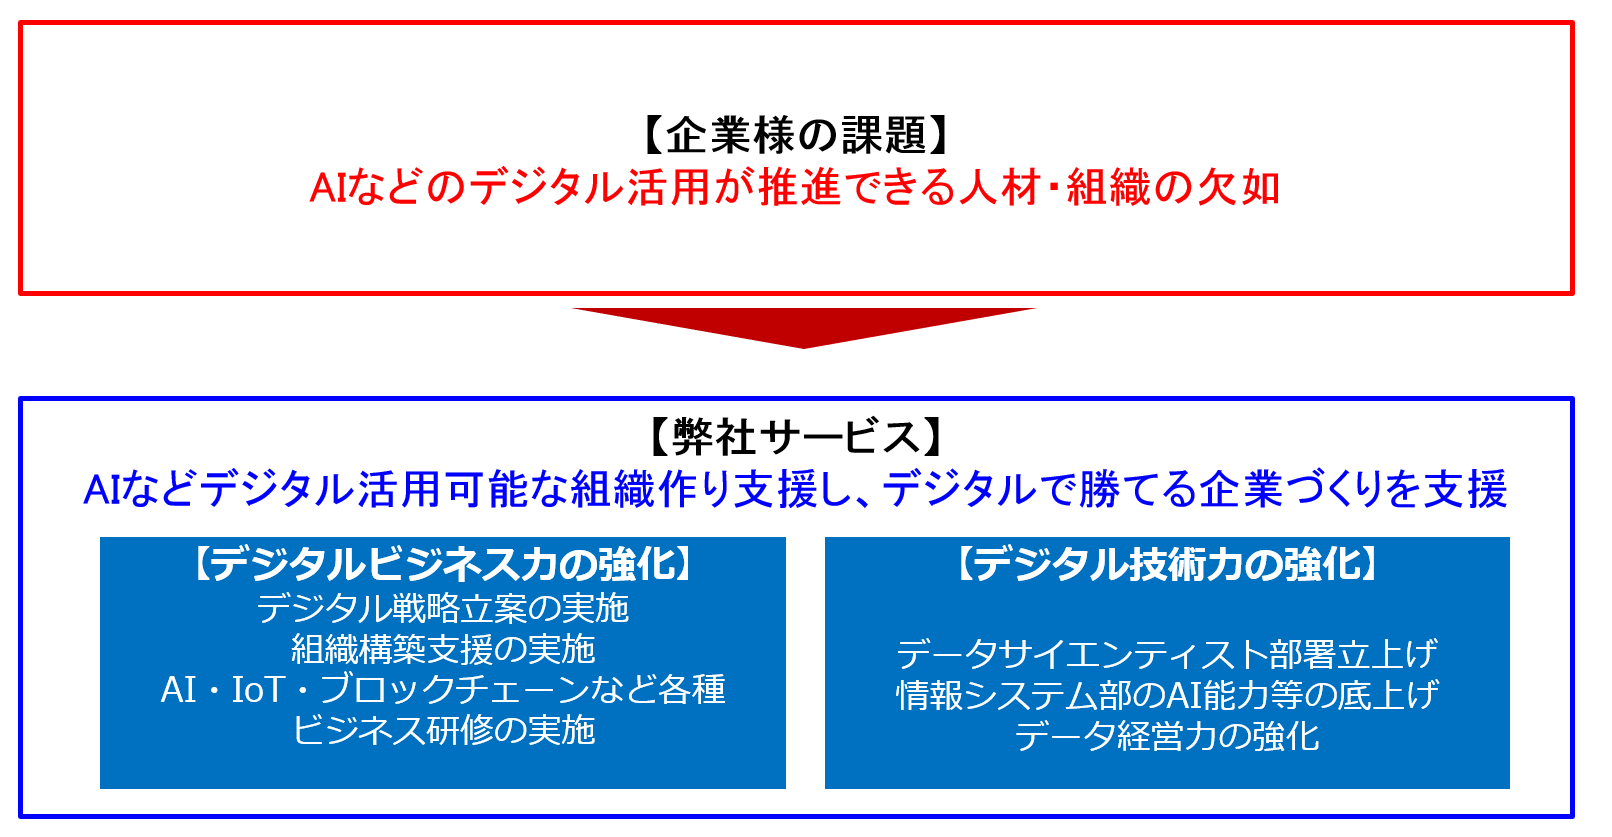 【企業様の課題】
AIなどのデジタル活用が推進できる人材・組織の欠如
【弊社サービス】
AIなどデジタル活用可能な組織作り支援し、デジタルで勝てる企業づくりを支援
【デジタルビジネス力の強化】
デジタル戦略立案の実施
組織構築支援の実施
AI・IoT・ブロックチェーンなど各種
ビジネス研修の実施
【デジタル技術力の強化】
データサイエンティスト部署立上げ
情報システム部のAI能力等の底上げ
データ経営力の強化